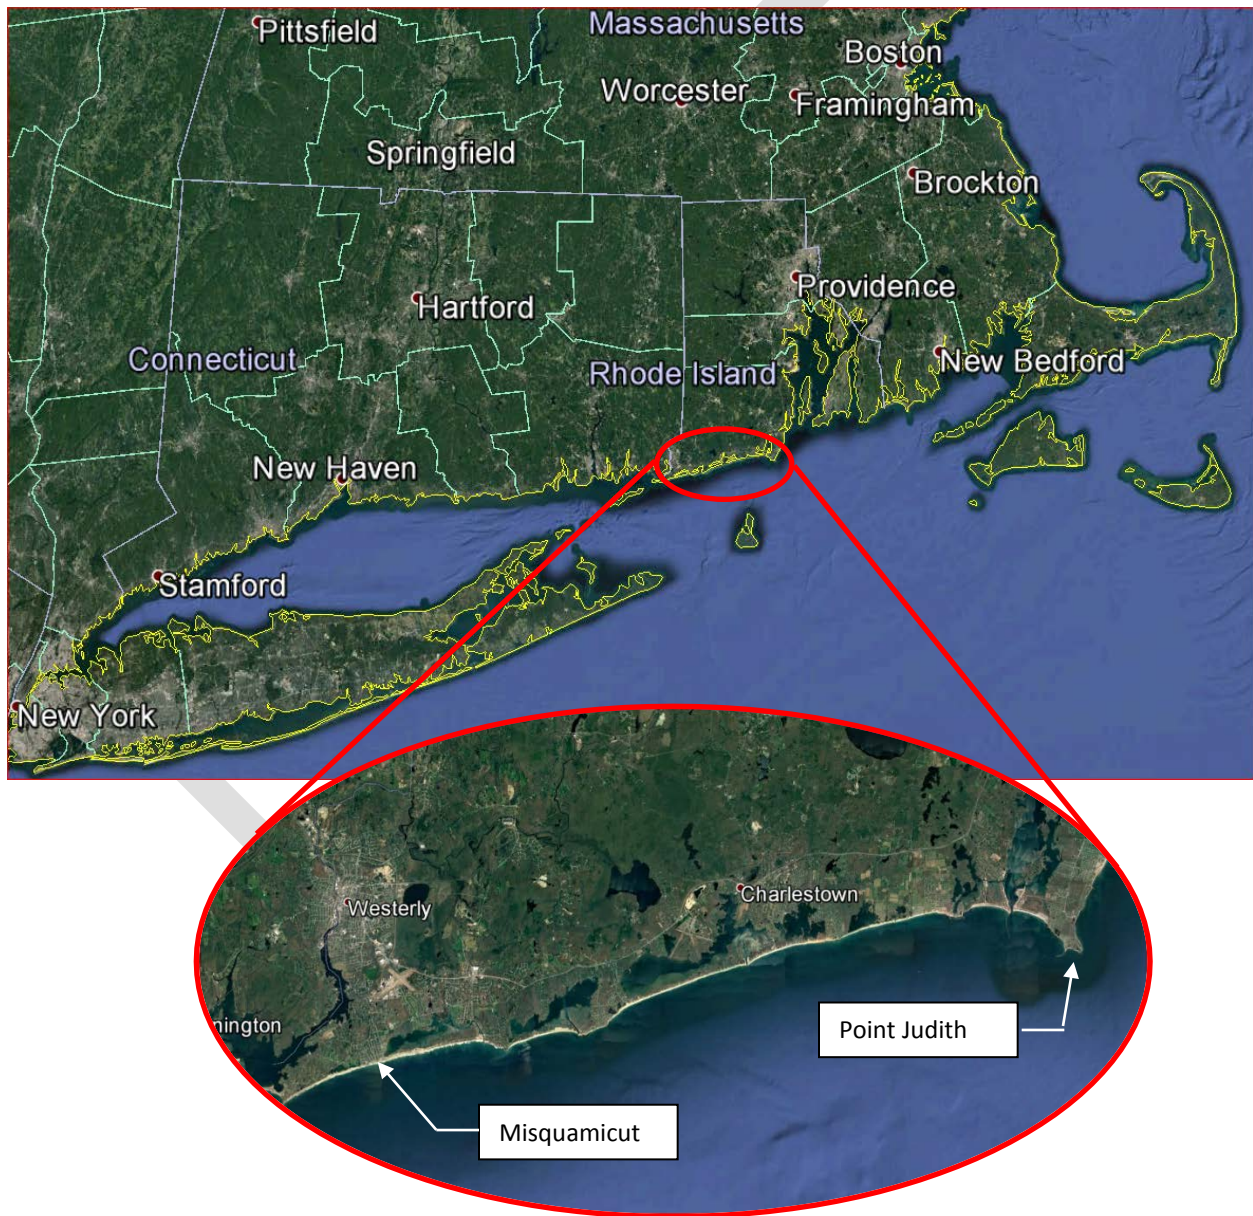 Massachusetts
Pittsfield
Boston
Worcester
Framingham
Springfield
Brockton
Providence
Hartford
Connecticut
Rhode Island
New Bedford
New Haven
Stamford
New York
Charlestown
Westerly
nington
Point Judith
Misquamicut